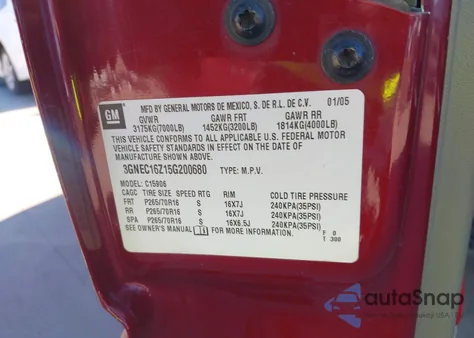 GM
MFD BY GENERAL MOTORS DE MEXICO, S. DE R.L. DE C.V. 01/05
GVWR GAWR FRT GAWR RR
3175KG(7000LB) 1452KG(3200LB) 1814KG(4000LB)
THIS VEHICLE CONFORMS TO ALL APPLICABLE U.S. FEDERAL MOTOR
VEHICLE SAFETY STANDARDS IN EFFECT ON THE DATE OF
MANUFACTURE SHOWN ABOVE.
3GNEC16Z15G200680 TYPE: M.P.V.
MODEL: C15906
CAGC TIRE SIZE SPEED RTG RIM COLD TIRE PRESSURE
FRT P265/70R16 S 16X7J 240KPA(35PSI)
RR P265/70R16 S 16X7J 240KPA(35PSI)
SPA P265/70R16 S 16X6.5J 240KPA(35PSI)
SEE OWNER'S MANUAL FOR MORE INFORMATION
F 0
1 300
autoSnap